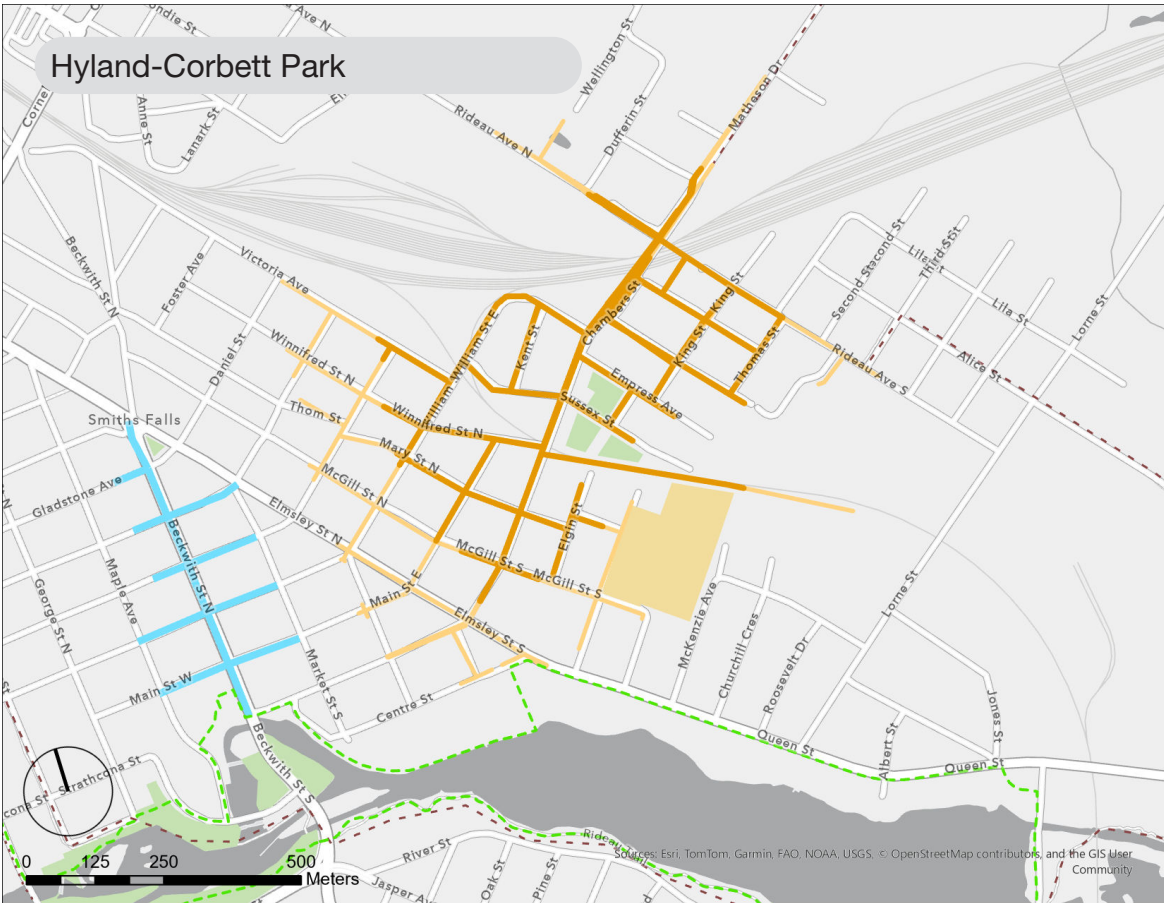 Hyland-Corbett Park
Wellington St
Matheson Dr
Dufferin St
Rideau Ave N
Anne St
Lanark St
Beckwith St N
Foster Ave
Victoria Ave
Daniel St
Winnifred St N
Thom St
Smiths Falls
William St E
Kent St
Chambers St
King St
King St
Thomas St
Second St
Third St
Lila St
Lila St
Lorne St
Rideau Ave S
Alice St
Empress Ave
Sussex St
Winnifred St N
Mary St N
McGill St N
Elmsley St N
Gladstone Ave
Beckwith St N
Maple Ave
George St N
Main St W
Main St E
McGill St S
McGill St S
Elgin St
Elmsley St S
Market St S
Centre St
McKenzie Ave
Churchill Cres
Roosevelt Dr
Lorne St
Jones St
Albert St
Queen St
Queen St
Beckwith St S
Strathcona St
cona St
River St
Oak St
Pine St
Jasper Ave
Rideau
0 125 250 500
Meters
Sources: Esri, TomTom, Garmin, FAO, NOAA, USGS, © OpenStreetMap contributors, and the GIS User
Community